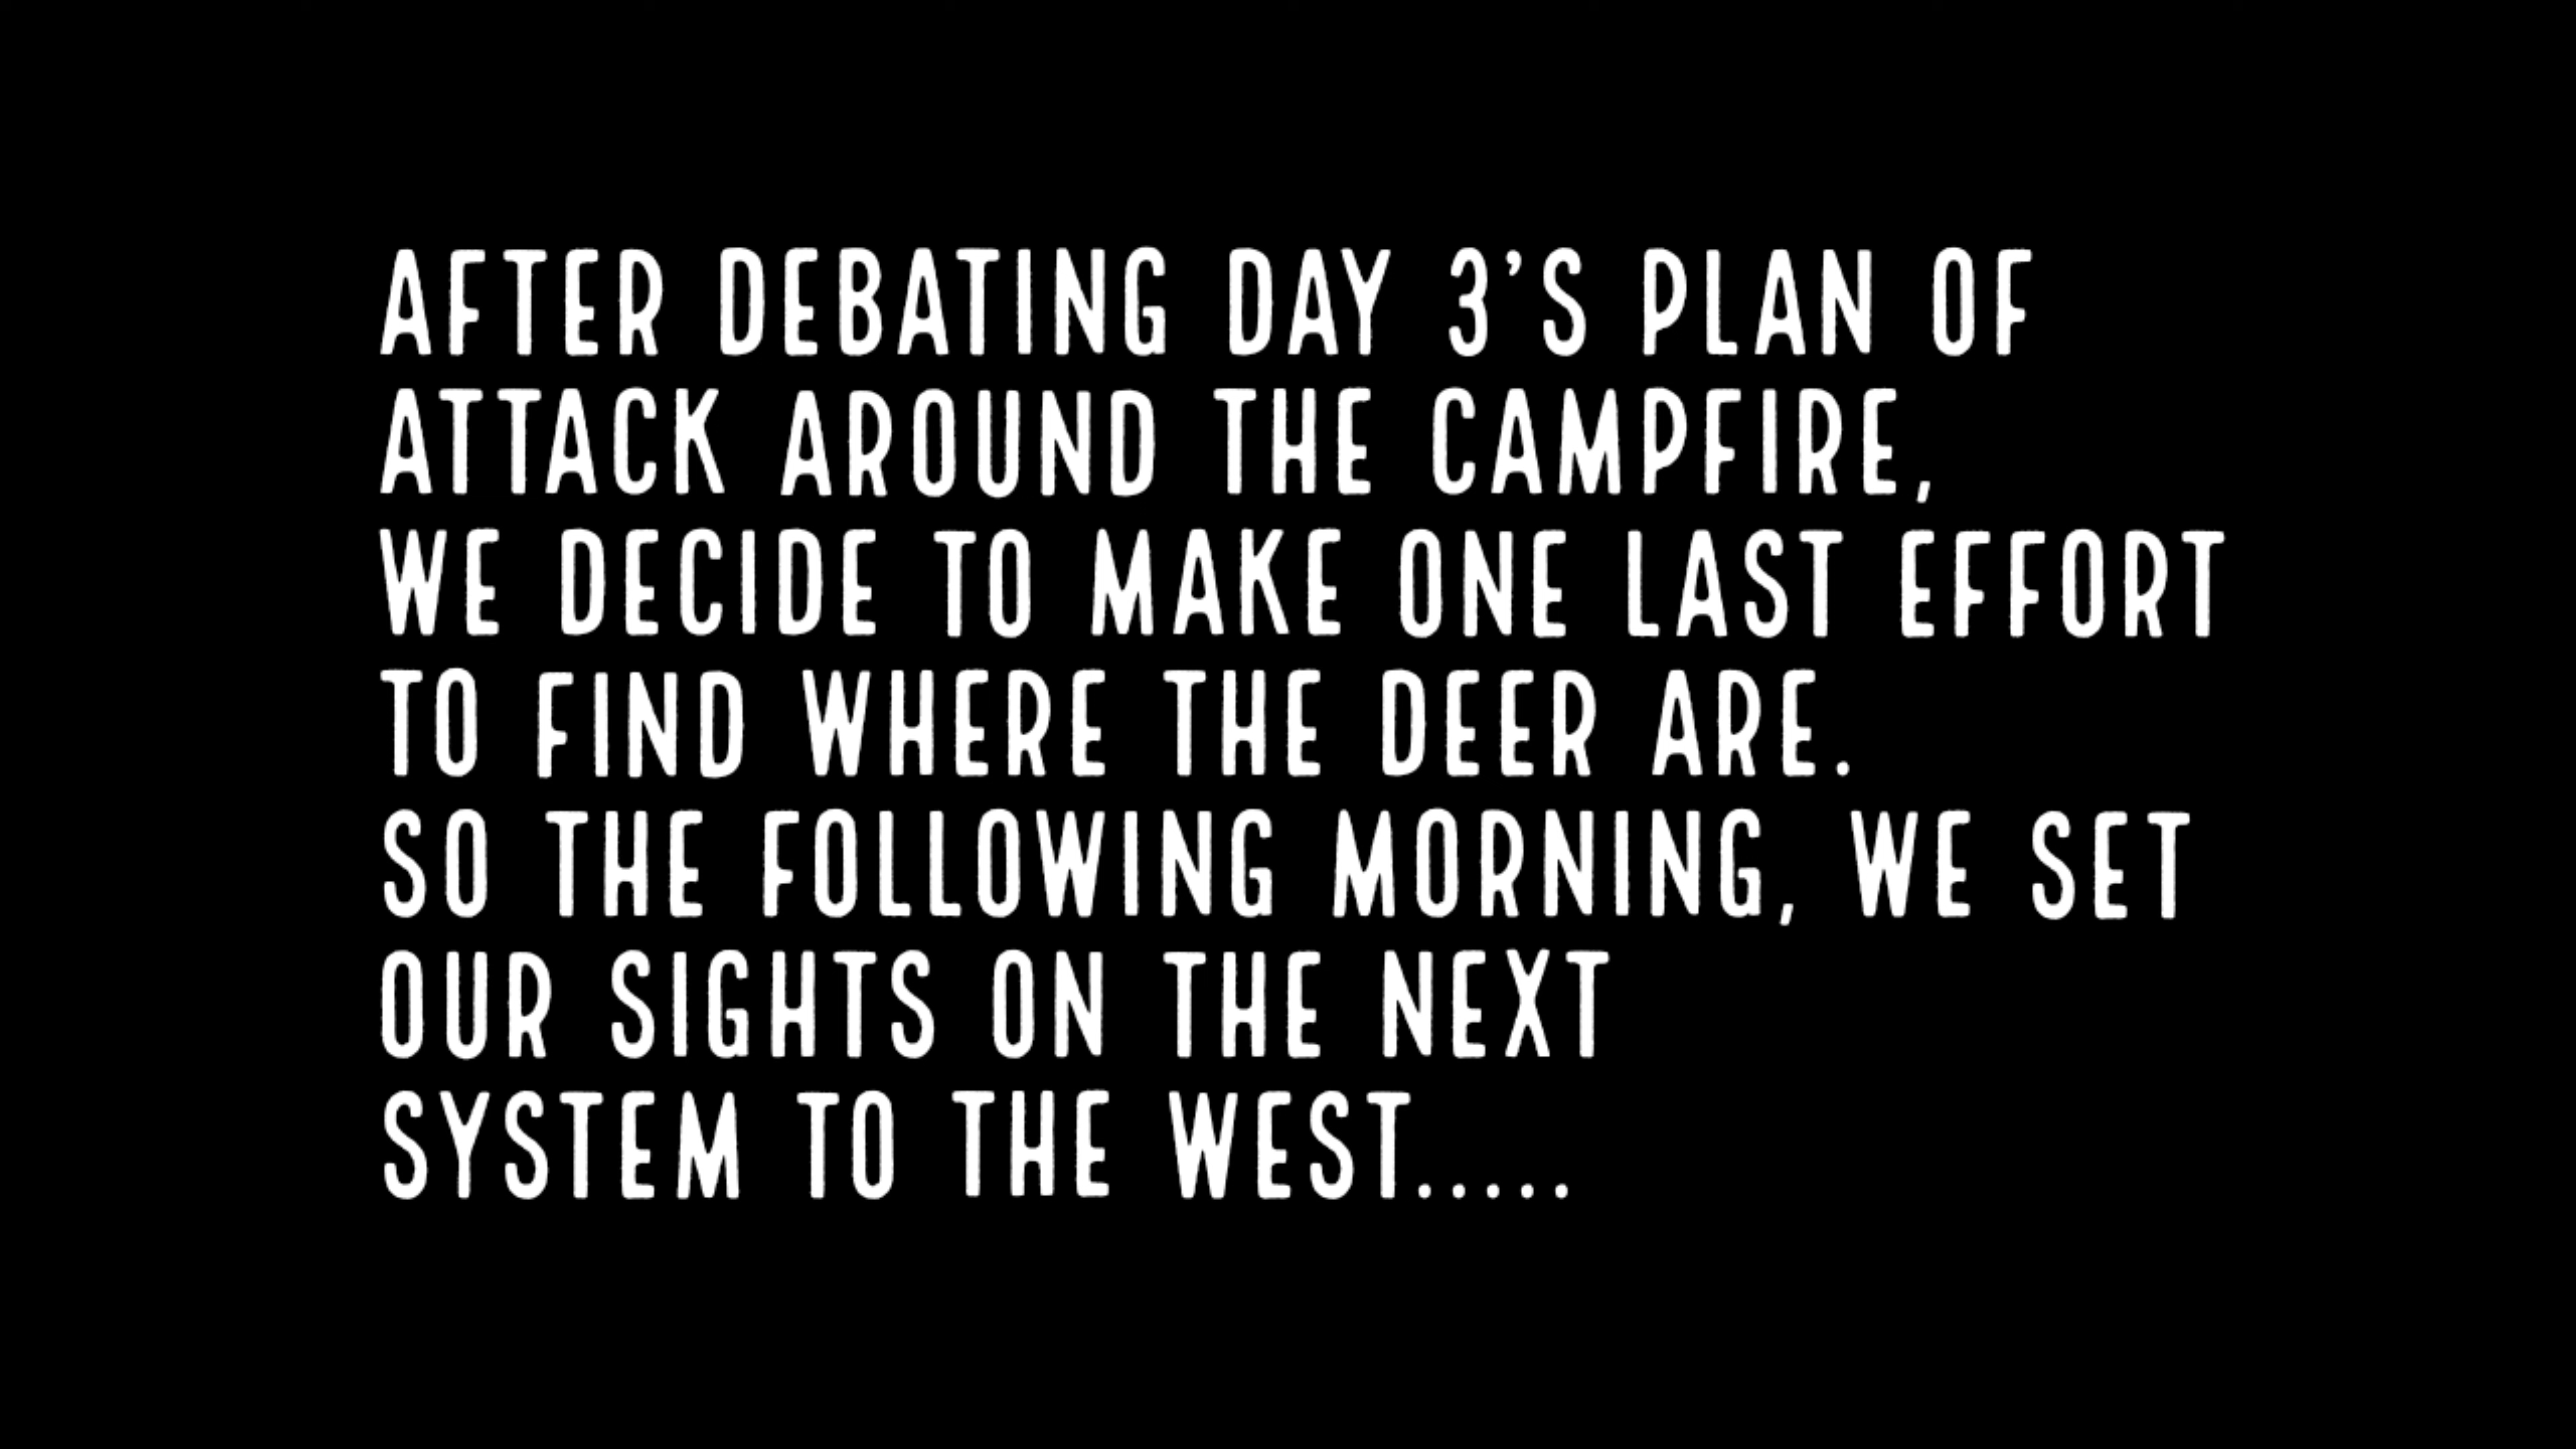 AFTER DEBATING DAY 3’S PLAN OF
ATTACK AROUND THE CAMPFIRE,
WE DECIDE TO MAKE ONE LAST EFFORT
TO FIND WHERE THE DEER ARE.
SO THE FOLLOWING MORNING, WE SET
OUR SIGHTS ON THE NEXT
SYSTEM TO THE WEST.....